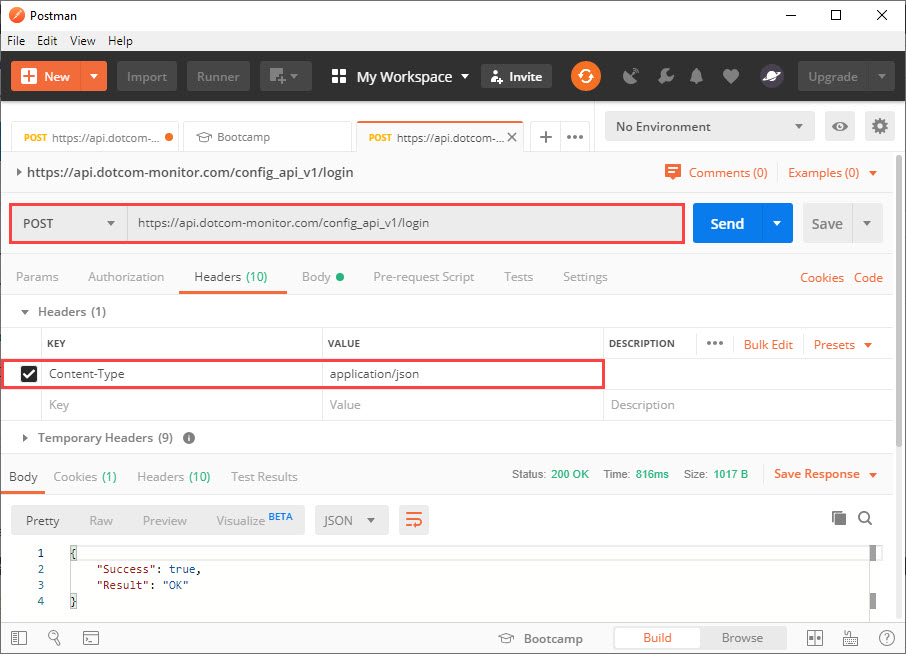 Postman
File Edit View Help
New Import Runner My Workspace Invite Upgrade
POST https://api.dotcom-... Bootcamp POST https://api.dotcom-... No Environment
https://api.dotcom-monitor.com/config_api_v1/login Comments (0) Examples (0)
POST https://api.dotcom-monitor.com/config_api_v1/login Send Save
Params Authorization Headers (10) Body Pre-request Script Tests Settings Cookies Code
Headers (1)
KEY VALUE DESCRIPTION ••• Bulk Edit Presets
Content-Type application/json
Key Value Description
Temporary Headers (9)
Body Cookies (1) Headers (10) Test Results Status: 200 OK Time: 816ms Size: 1017 B Save Response
Pretty Raw Preview Visualize BETA JSON
1 {
2 "Success": true,
3 "Result": "OK"
4 }
Bootcamp Build Browse